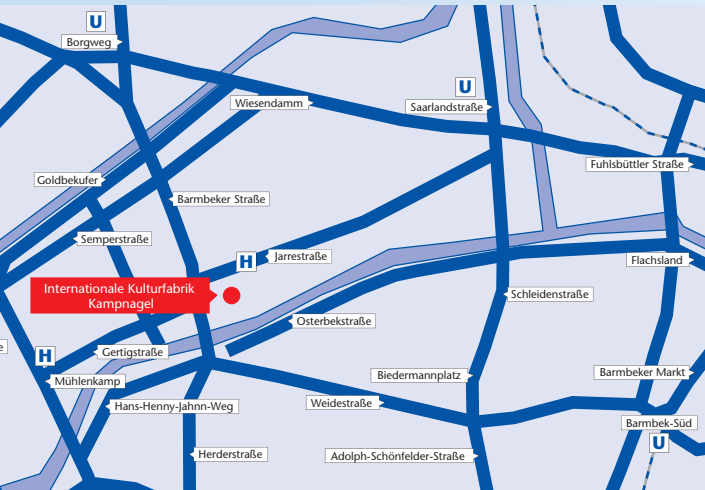 U
Borgweg
U
Wiesendamm
Saarlandstraße
Fuhlsbüttler Straße
Goldbekufer
Barmbeker Straße
Semperstraße
H
Jarrestraße
Flachsland
Internationale Kulturfabrik
Kampnagel
Schleidenstraße
Osterbekstraße
e
H
Gertigstraße
Mühlenkamp
Biedermannplatz
Barmbeker Markt
Hans-Henny-Jahnn-Weg
Weidestraße
Barmbek-Süd
U
Herderstraße
Adolph-Schönfelder-Straße